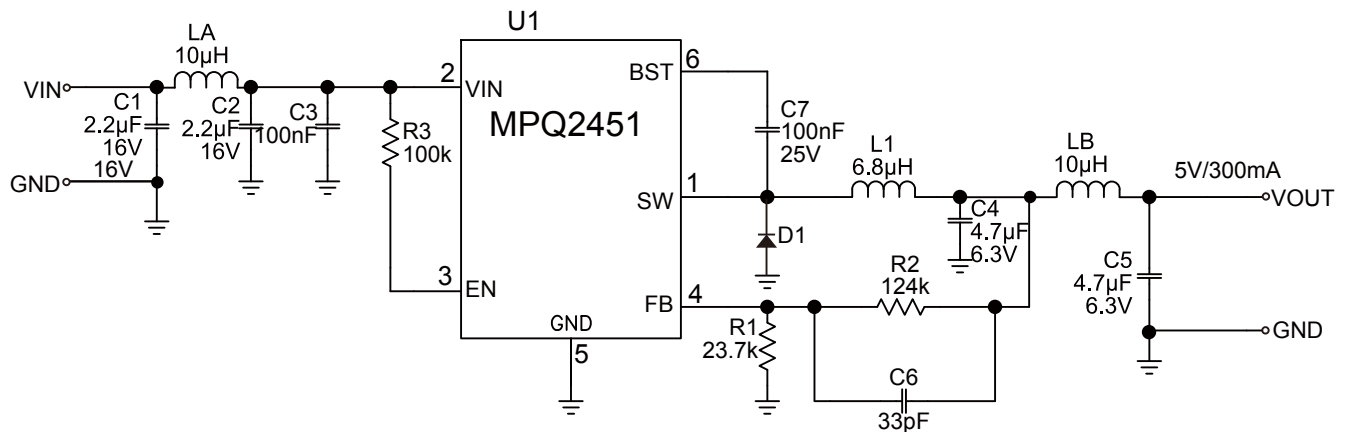 U1
LA
10µH
VIN
C1
2.2µF
16V
16V
GND
C2
2.2µF
16V
C3
100nF
R3
100k
2
VIN
MPQ2451
3
EN
GND
5
BST
6
SW
1
FB
4
C7
100nF
25V
D1
L1
6.8µH
C4
4.7µF
6.3V
LB
10µH
5V/300mA
VOUT
C5
4.7µF
6.3V
GND
R2
124k
R1
23.7k
C6
33pF